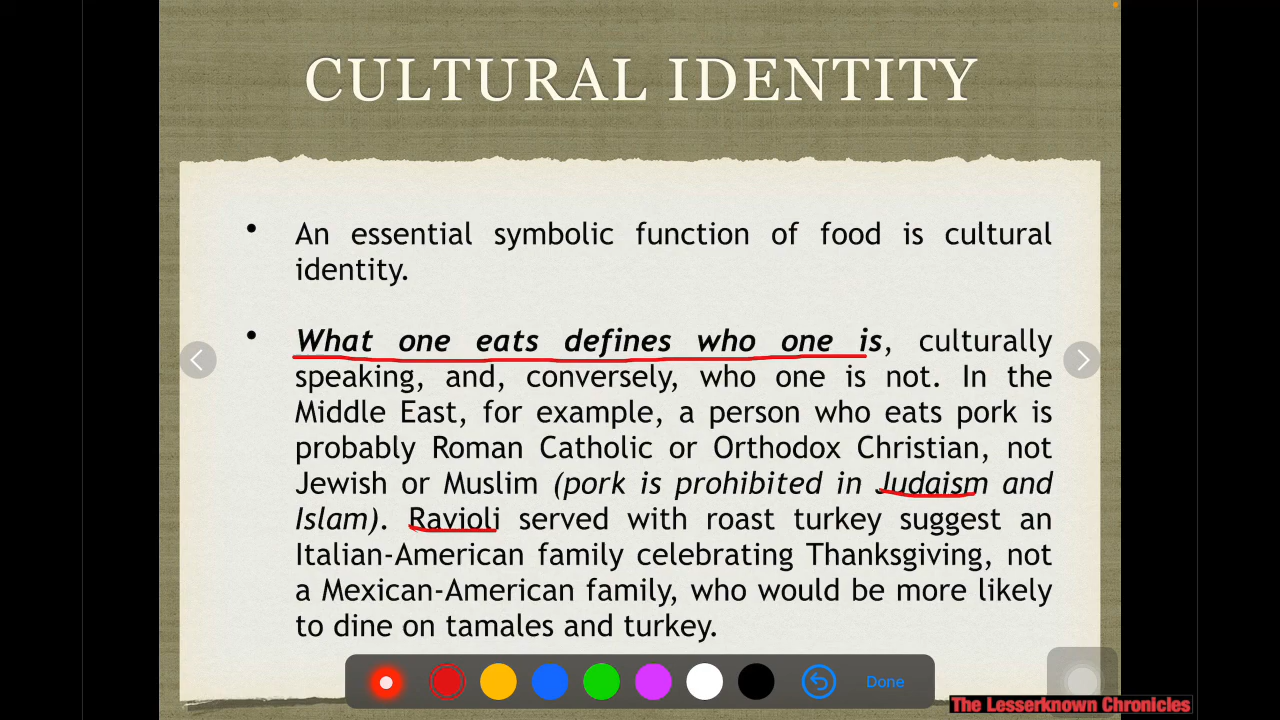 CULTURAL IDENTITY
• An essential symbolic function of food is cultural
identity.
• What one eats defines who one is, culturally
speaking, and, conversely, who one is not. In the
Middle East, for example, a person who eats pork is
probably Roman Catholic or Orthodox Christian, not
Jewish or Muslim (pork is prohibited in Judaism and
Islam). Ravioli served with roast turkey suggest an
Italian-American family celebrating Thanksgiving, not
a Mexican-American family, who would be more likely
to dine on tamales and turkey.
Done
The Lesserknown Chronicles